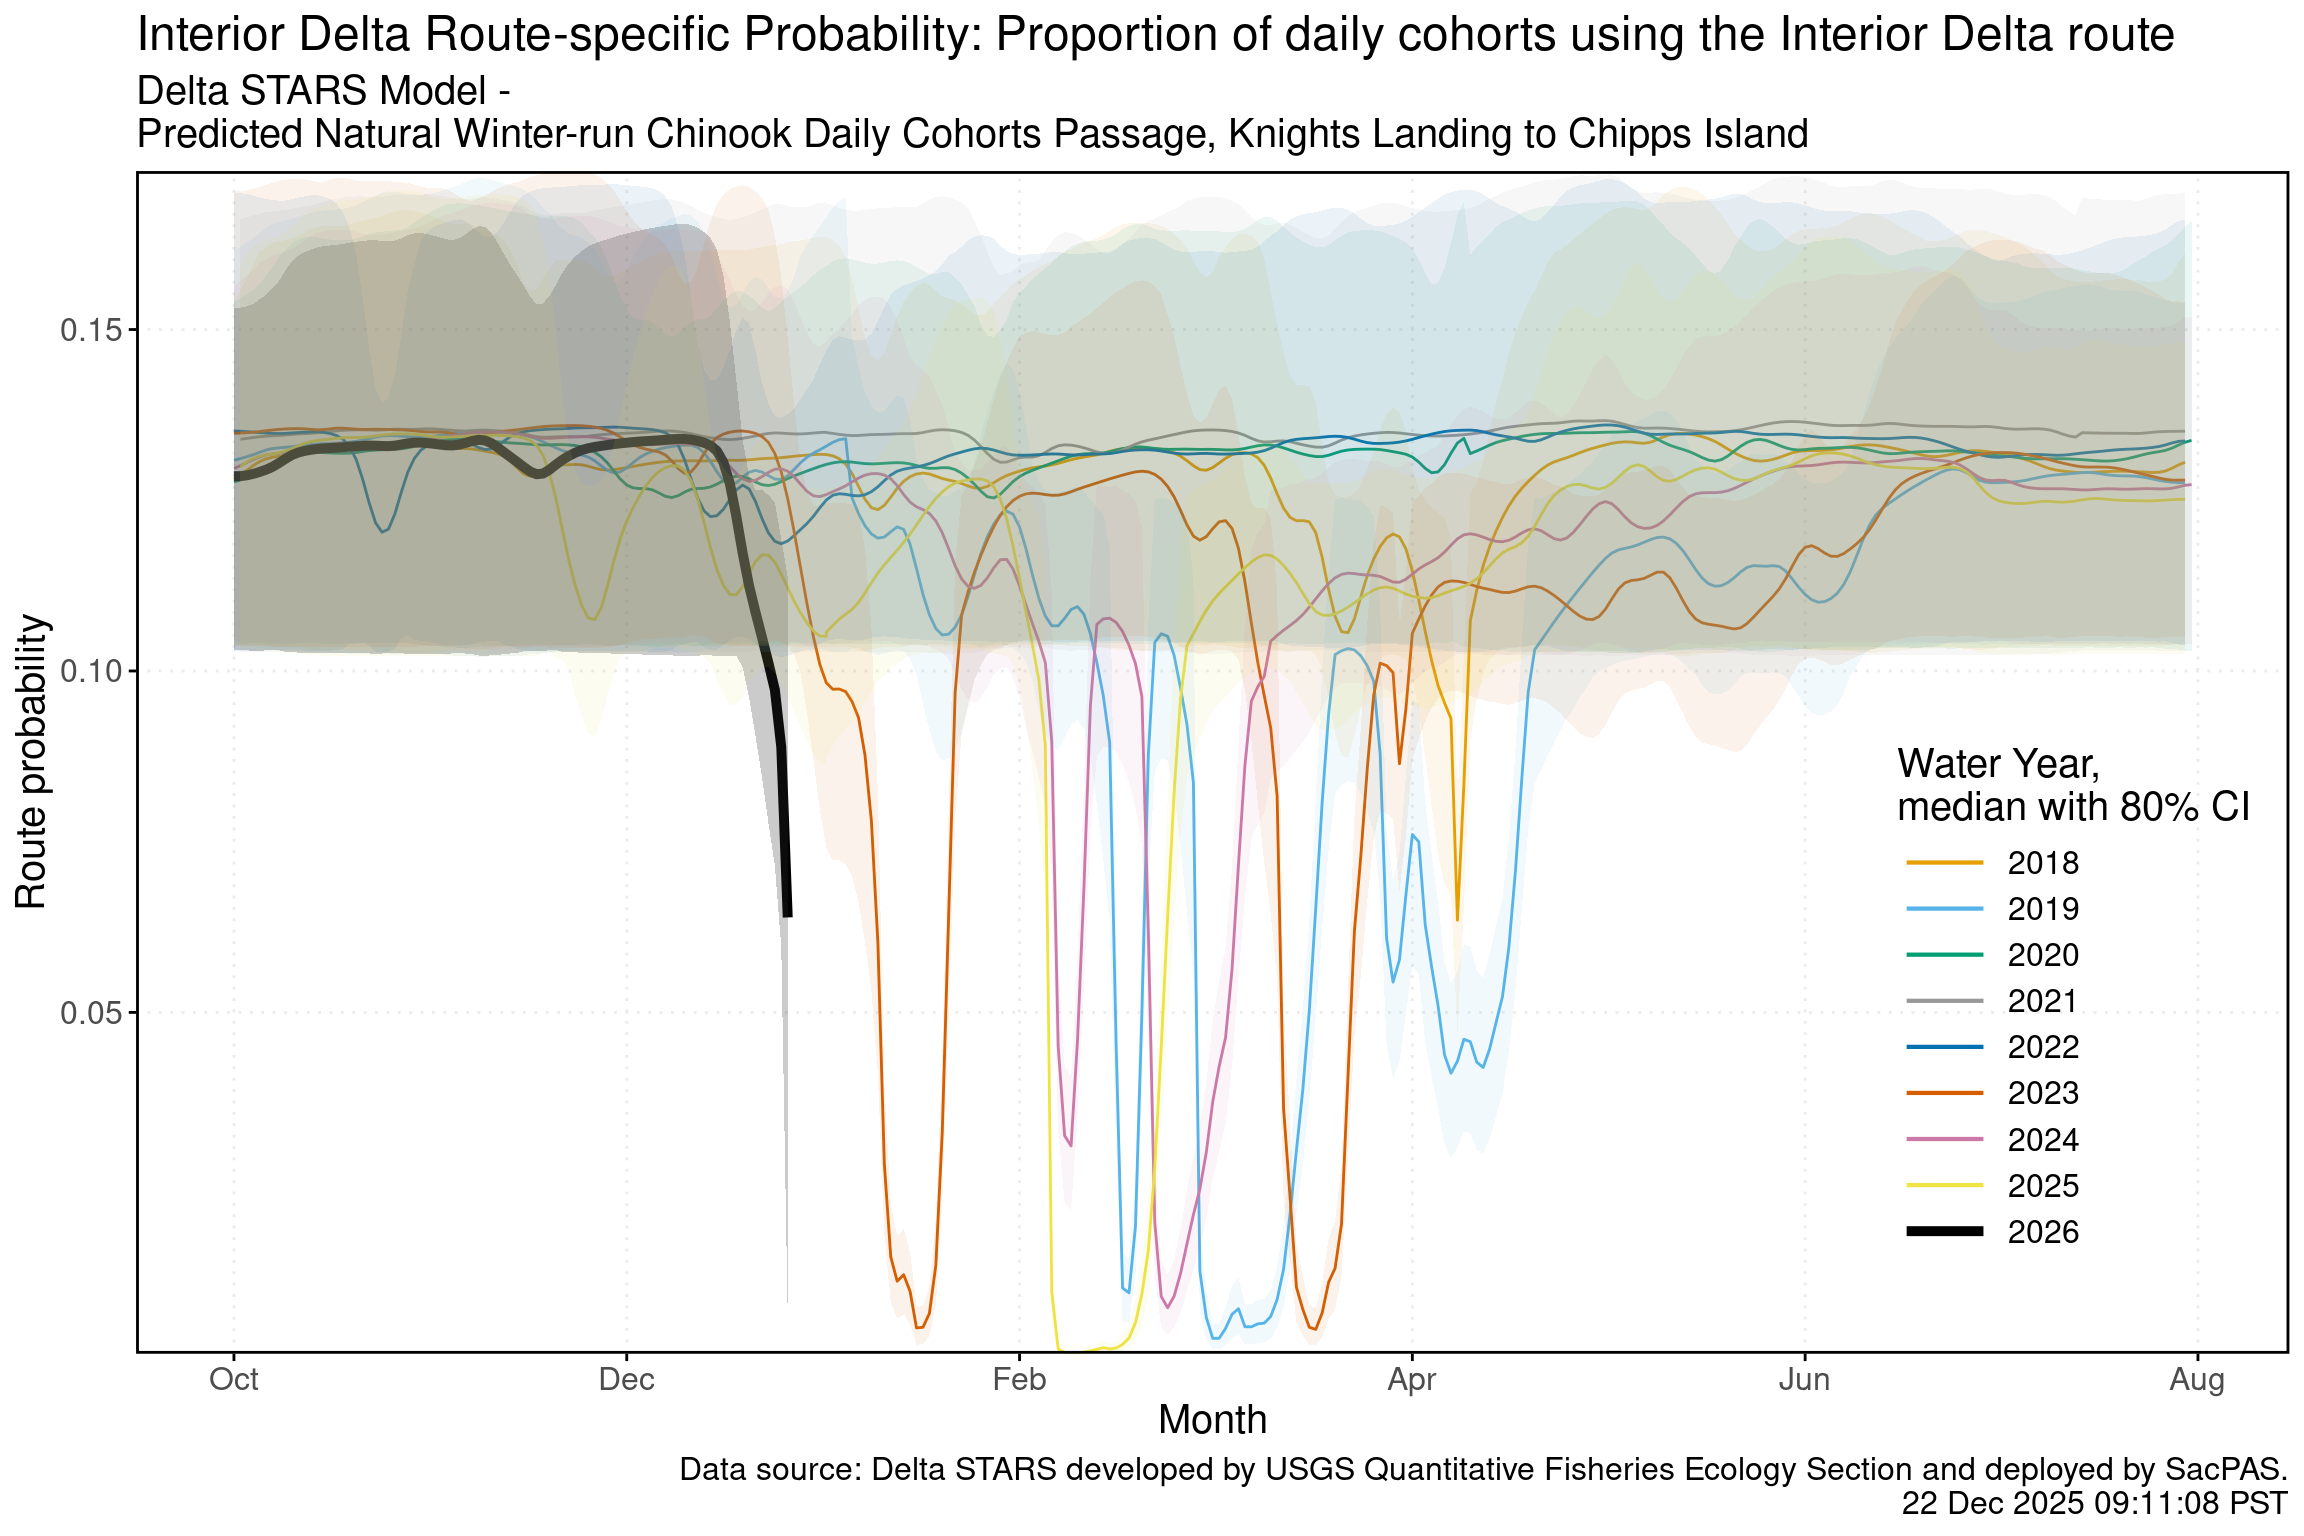 Interior Delta Route-specific Probability: Proportion of daily cohorts using the Interior Delta route
Delta STARS Model -
Predicted Natural Winter-run Chinook Daily Cohorts Passage, Knights Landing to Chipps Island
Route probability
0.15
0.10
0.05
Water Year,
median with 80% CI
2018
2019
2020
2021
2022
2023
2024
2025
2026
Oct
Dec
Feb
Apr
Jun
Aug
Month
Data source: Delta STARS developed by USGS Quantitative Fisheries Ecology Section and deployed by SacPAS.
22 Dec 2025 09:11:08 PST